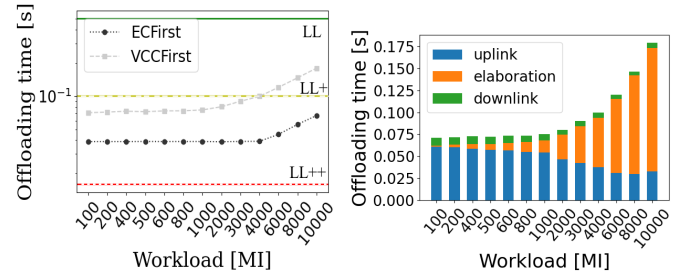 Offloading time [s]
10⁻¹
ECFirst
VCCFirst
LL
LL+
LL++
100
200
400
500
600
800
1000
2000
3000
4000
6000
8000
10000
Workload [MI]
Offloading time [s]
0.175
0.150
0.125
0.100
0.075
0.050
0.025
0.000
uplink
elaboration
downlink
100
200
400
500
600
800
1000
2000
3000
4000
6000
8000
10000
Workload [MI]